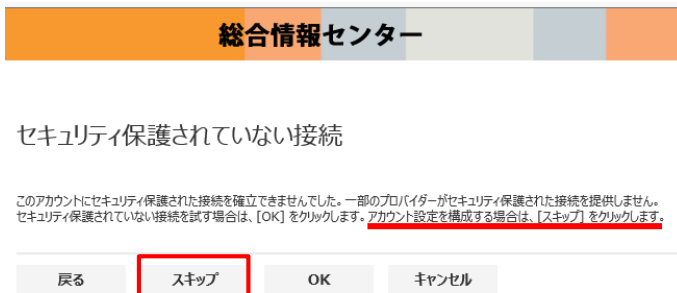 総合情報センター
セキュリティ保護されていない接続
このアカウントにセキュリティ保護された接続を確立できませんでした。一部のプロバイダーがセキュリティ保護された接続を提供しません。
セキュリティ保護されていない接続を試す場合は、[OK] をクリックします。アカウント設定を構成する場合は、[スキップ] をクリックします。
戻る スキップ OK キャンセル